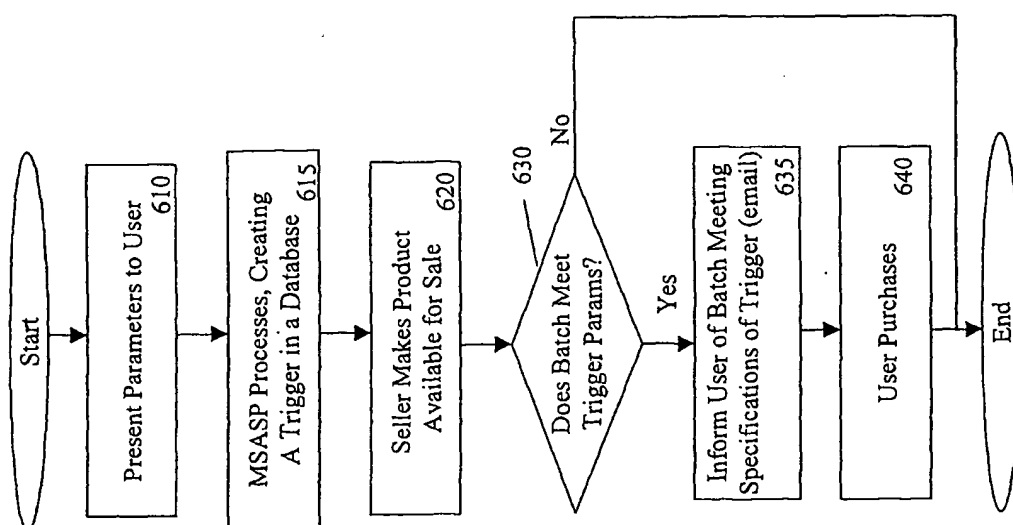 Start
Present Parameters to User
610
MSASP Processes, Creating
A Trigger in a Database
615
Seller Makes Product
Available for Sale
620
630
Does Batch Meet
Trigger Params?
No
Yes
Inform User of Batch Meeting
Specifications of Trigger (email)
635
User Purchases
640
End